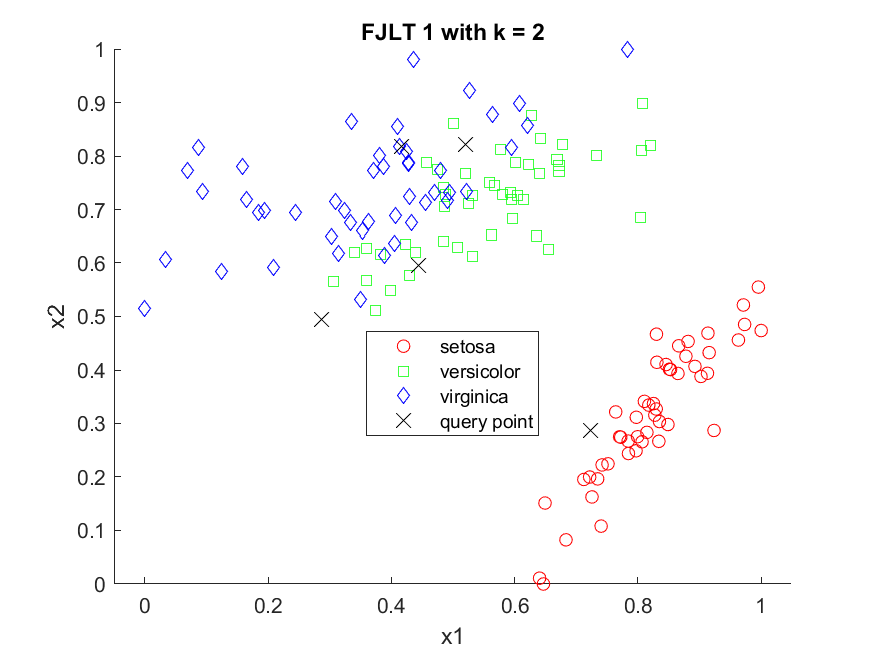 FJLT 1 with k = 2
1
0.9
0.8
0.7
0.6
0.5
0.4
0.3
0.2
0.1
0
x2
setosa
versicolor
virginica
query point
0 0.2 0.4 0.6 0.8 1
x1